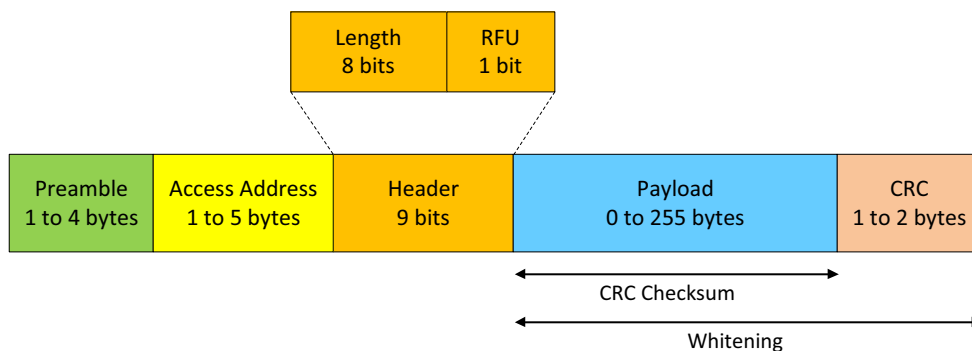 Length
8 bits
RFU
1 bit
Preamble
1 to 4 bytes
Access Address
1 to 5 bytes
Header
9 bits
Payload
0 to 255 bytes
CRC
1 to 2 bytes
CRC Checksum
Whitening